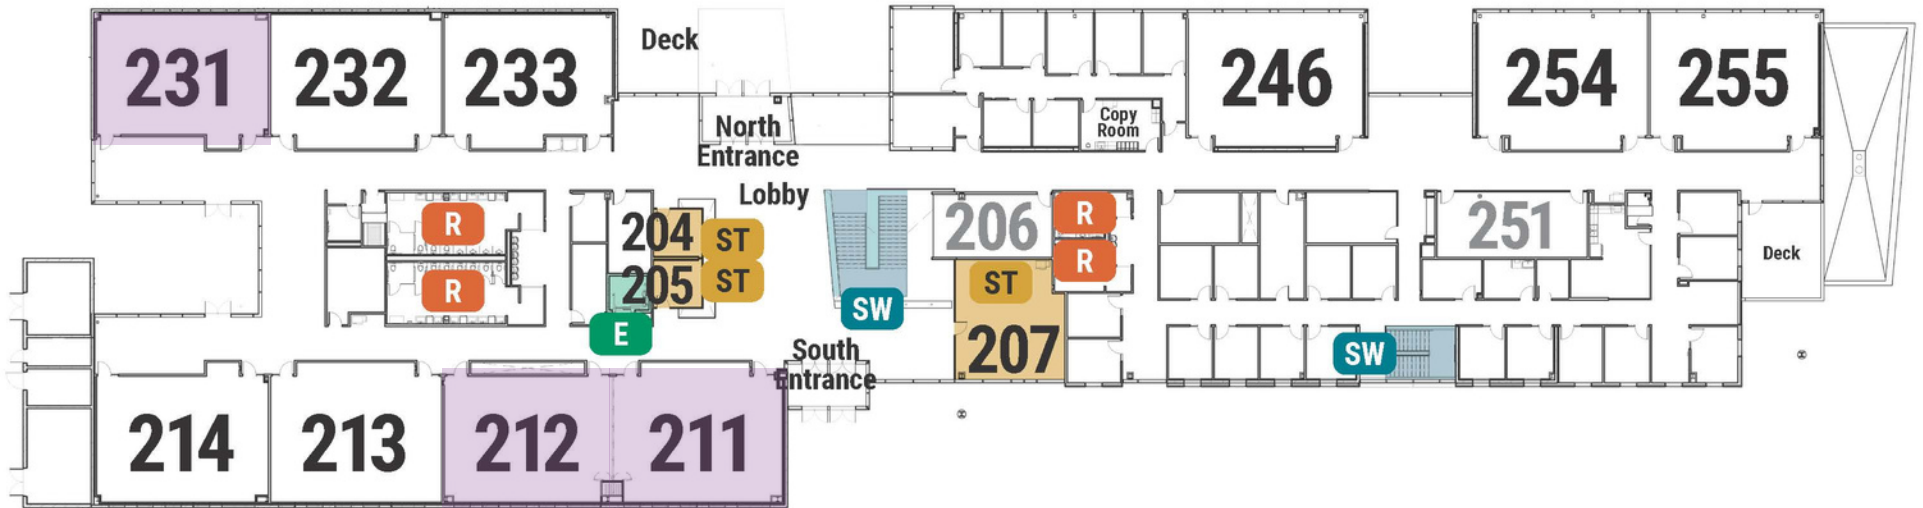 231
232
233
Deck
North
Entrance
Lobby
Copy
Room
246
254
255
R
R
204
ST
205
ST
E
SW
206
R
R
ST
207
251
Deck
SW
South
Entrance
214
213
212
211